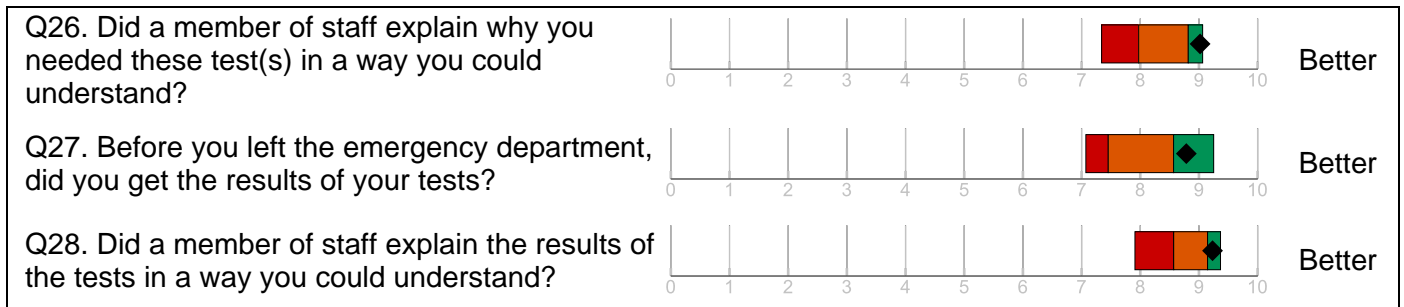 Q26. Did a member of staff explain why you
needed these test(s) in a way you could
understand?
0 1 2 3 4 5 6 7 8 9 10
Better
Q27. Before you left the emergency department,
did you get the results of your tests?
0 1 2 3 4 5 6 7 8 9 10
Better
Q28. Did a member of staff explain the results of
the tests in a way you could understand?
0 1 2 3 4 5 6 7 8 9 10
Better